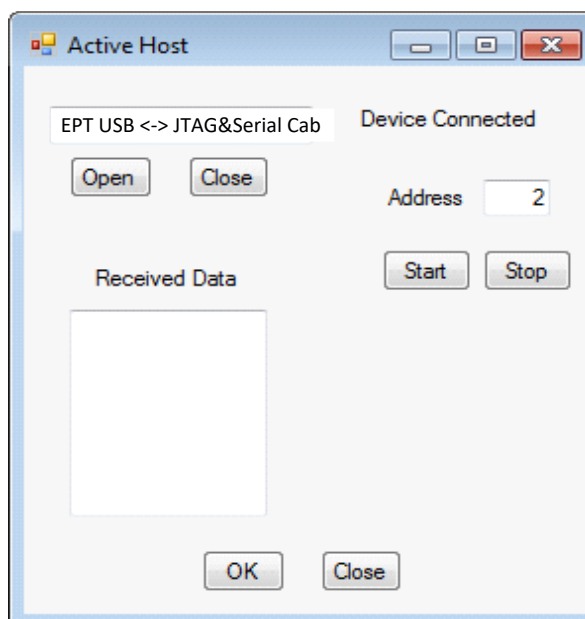 Active Host
EPT USB <-> JTAG&Serial Cab
Device Connected
Open
Close
Address
2
Start
Stop
Received Data
OK
Close